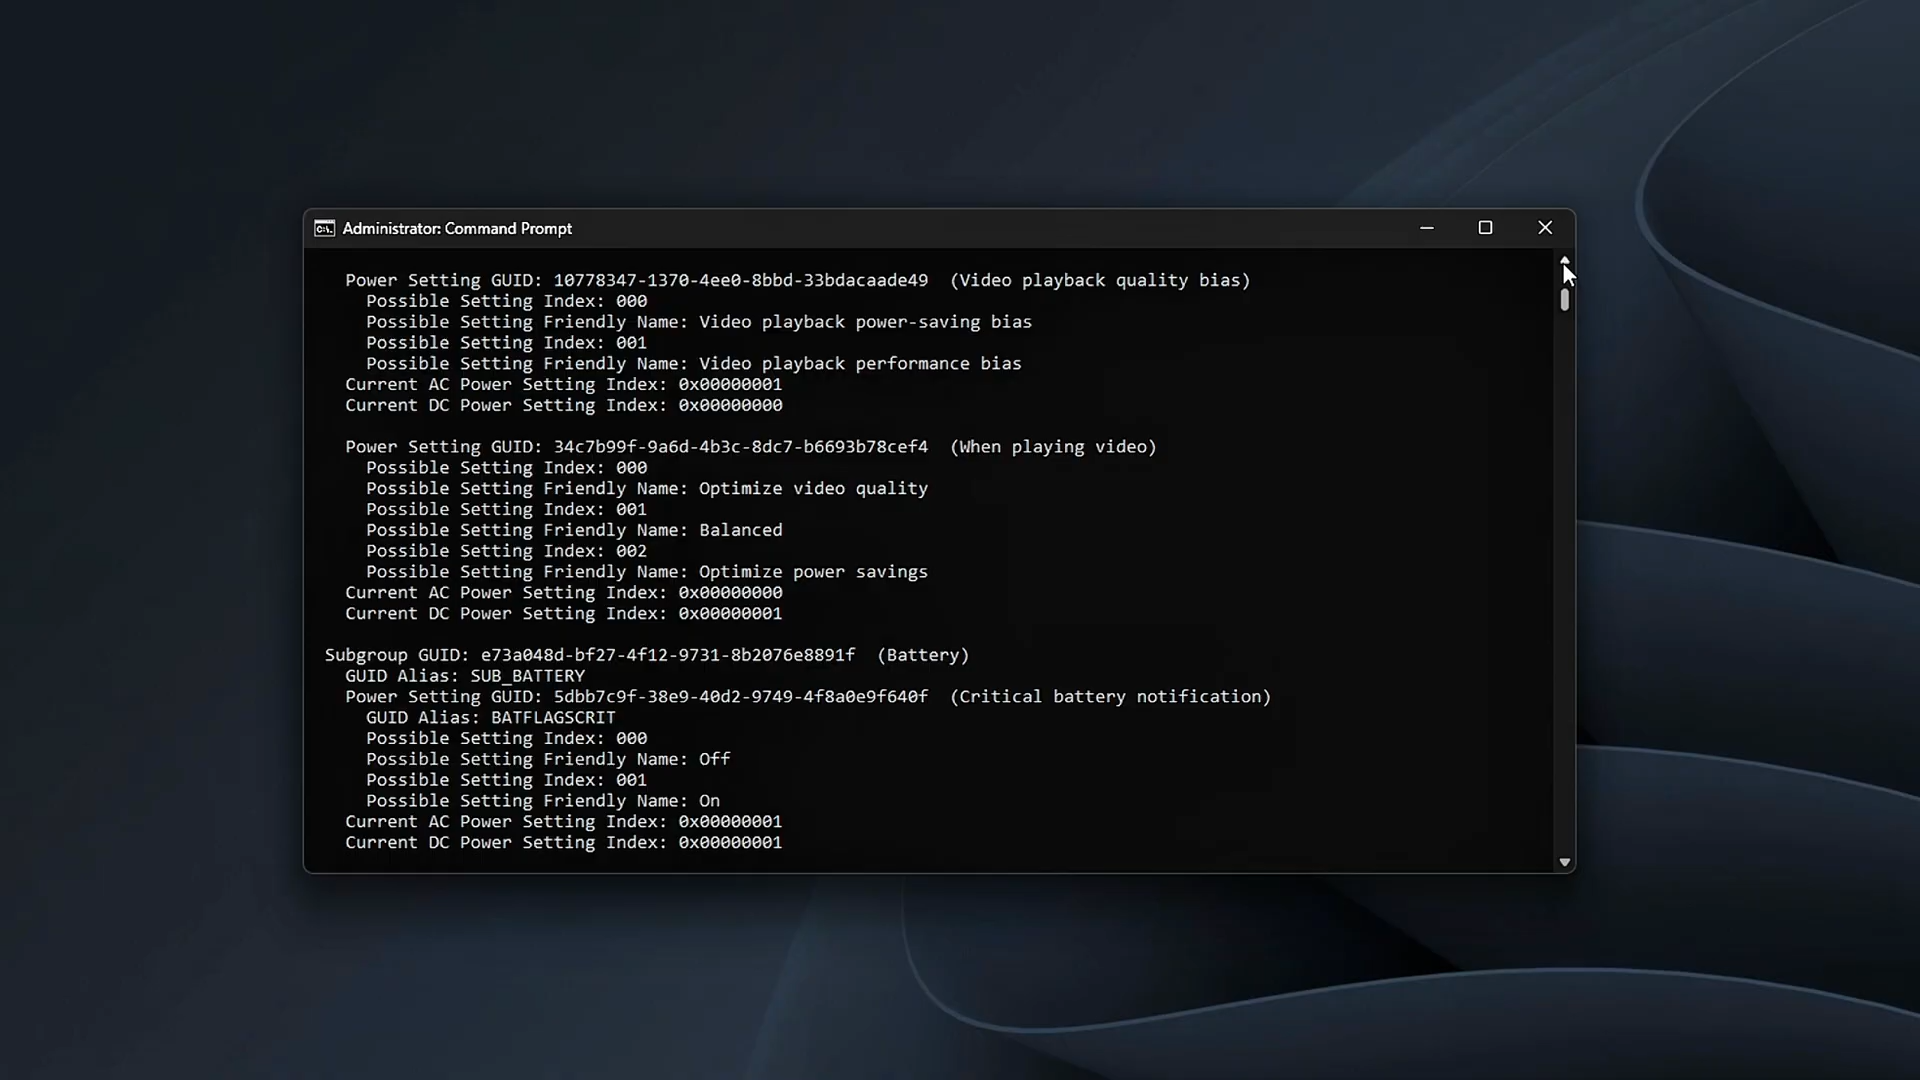 Administrator: Command Prompt
Power Setting GUID: 10778347-1370-4ee0-8bbd-33bdacaade49  (Video playback quality bias)
Possible Setting Index: 000
Possible Setting Friendly Name: Video playback power-saving bias
Possible Setting Index: 001
Possible Setting Friendly Name: Video playback performance bias
Current AC Power Setting Index: 0x00000001
Current DC Power Setting Index: 0x00000000
Power Setting GUID: 34c7b99f-9a6d-4b3c-8dc7-b6693b78cef4  (When playing video)
Possible Setting Index: 000
Possible Setting Friendly Name: Optimize video quality
Possible Setting Index: 001
Possible Setting Friendly Name: Balanced
Possible Setting Index: 002
Possible Setting Friendly Name: Optimize power savings
Current AC Power Setting Index: 0x00000000
Current DC Power Setting Index: 0x00000001
Subgroup GUID: e73a048d-bf27-4f12-9731-8b2076e8891f  (Battery)
GUID Alias: SUB_BATTERY
Power Setting GUID: 5dbb7c9f-38e9-40d2-9749-4f8a0e9f640f  (Critical battery notification)
GUID Alias: BATFLAGSCRIT
Possible Setting Index: 000
Possible Setting Friendly Name: Off
Possible Setting Index: 001
Possible Setting Friendly Name: On
Current AC Power Setting Index: 0x00000001
Current DC Power Setting Index: 0x00000001